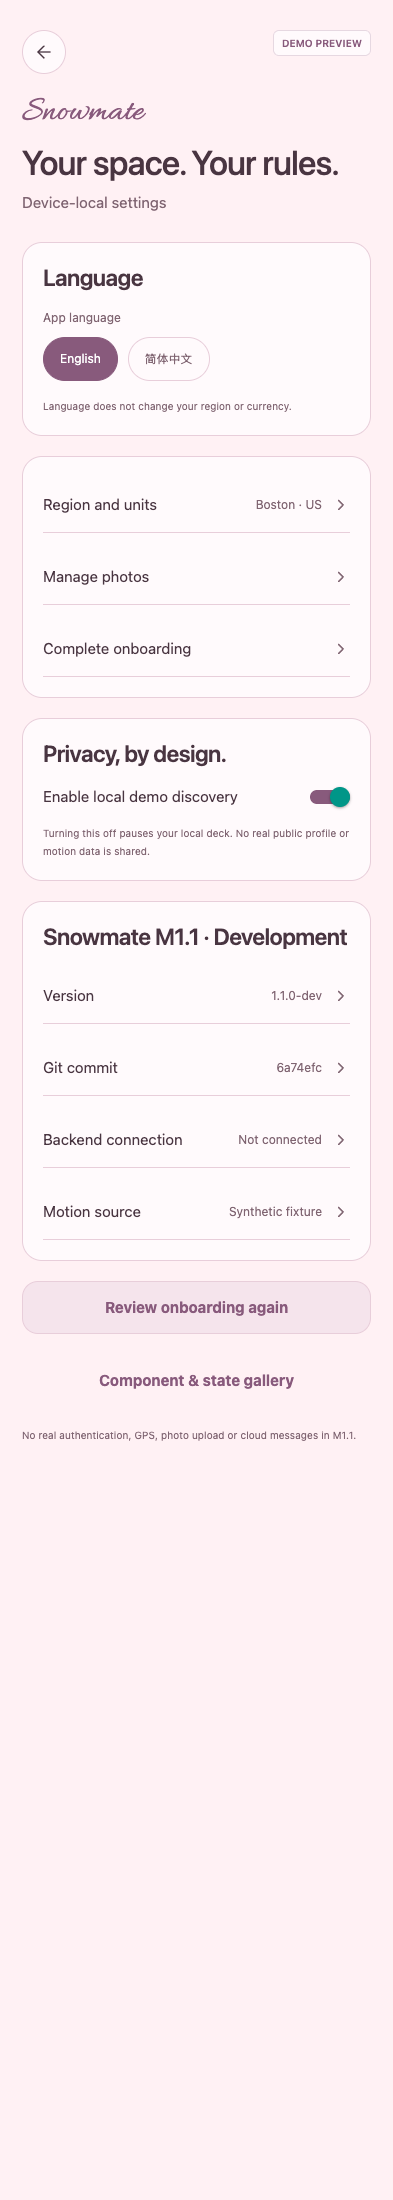 DEMO PREVIEW
Snowmate
Your space. Your rules.
Device-local settings
Language
App language
English
简体中文
Language does not change your region or currency.
Region and units
Boston · US
Manage photos
Complete onboarding
Privacy, by design.
Enable local demo discovery
Turning this off pauses your local deck. No real public profile or
motion data is shared.
Snowmate M1.1 · Development
Version
1.1.0-dev
Git commit
6a74efc
Backend connection
Not connected
Motion source
Synthetic fixture
Review onboarding again
Component & state gallery
No real authentication, GPS, photo upload or cloud messages in M1.1.